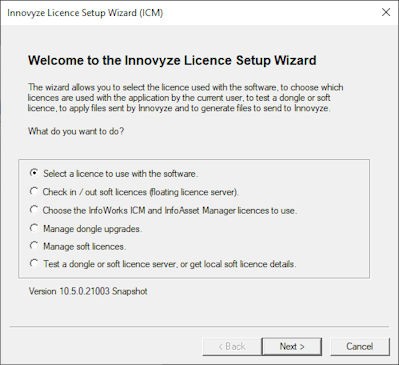 Innovyze Licence Setup Wizard (ICM)
Welcome to the Innovyze Licence Setup Wizard
The wizard allows you to select the licence used with the software, to choose which
licences are used with the application by the current user, to test a dongle or soft
licence, to apply files sent by Innovyze and to generate files to send to Innovyze.
What do you want to do?
Select a licence to use with the software.
Check in / out soft licences (floating licence server).
Choose the InfoWorks ICM and InfoAsset Manager licences to use.
Manage dongle upgrades.
Manage soft licences.
Test a dongle or soft licence server, or get local soft licence details.
Version 10.5.0.21003 Snapshot
< Back Next > Cancel